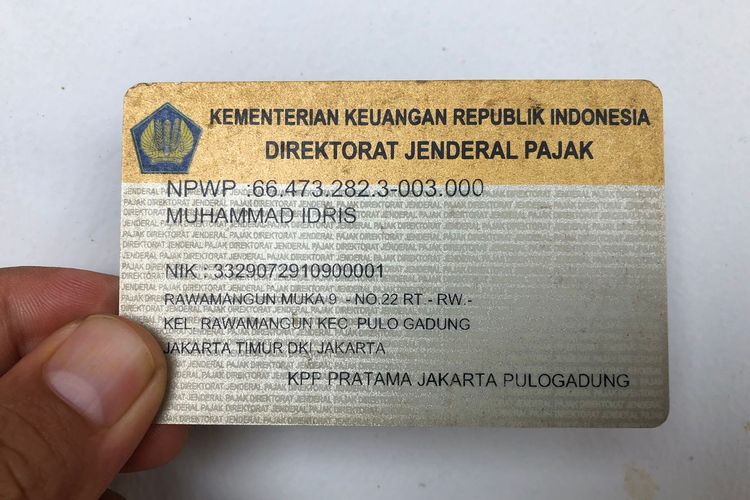 KEMENTERIAN KEUANGAN REPUBLIK INDONESIA
DIREKTORAT JENDERAL PAJAK
NPWP :66.473.282.3-003.000
MUHAMMAD IDRIS
NIK : 3329072910900001
RAWAMANGUN MUKA 9 - NO.22 RT.- RW.-
KEL. RAWAMANGUN KEC. PULO GADUNG
JAKARTA TIMUR DKI JAKARTA
KPP PRATAMA JAKARTA PULOGADUNG